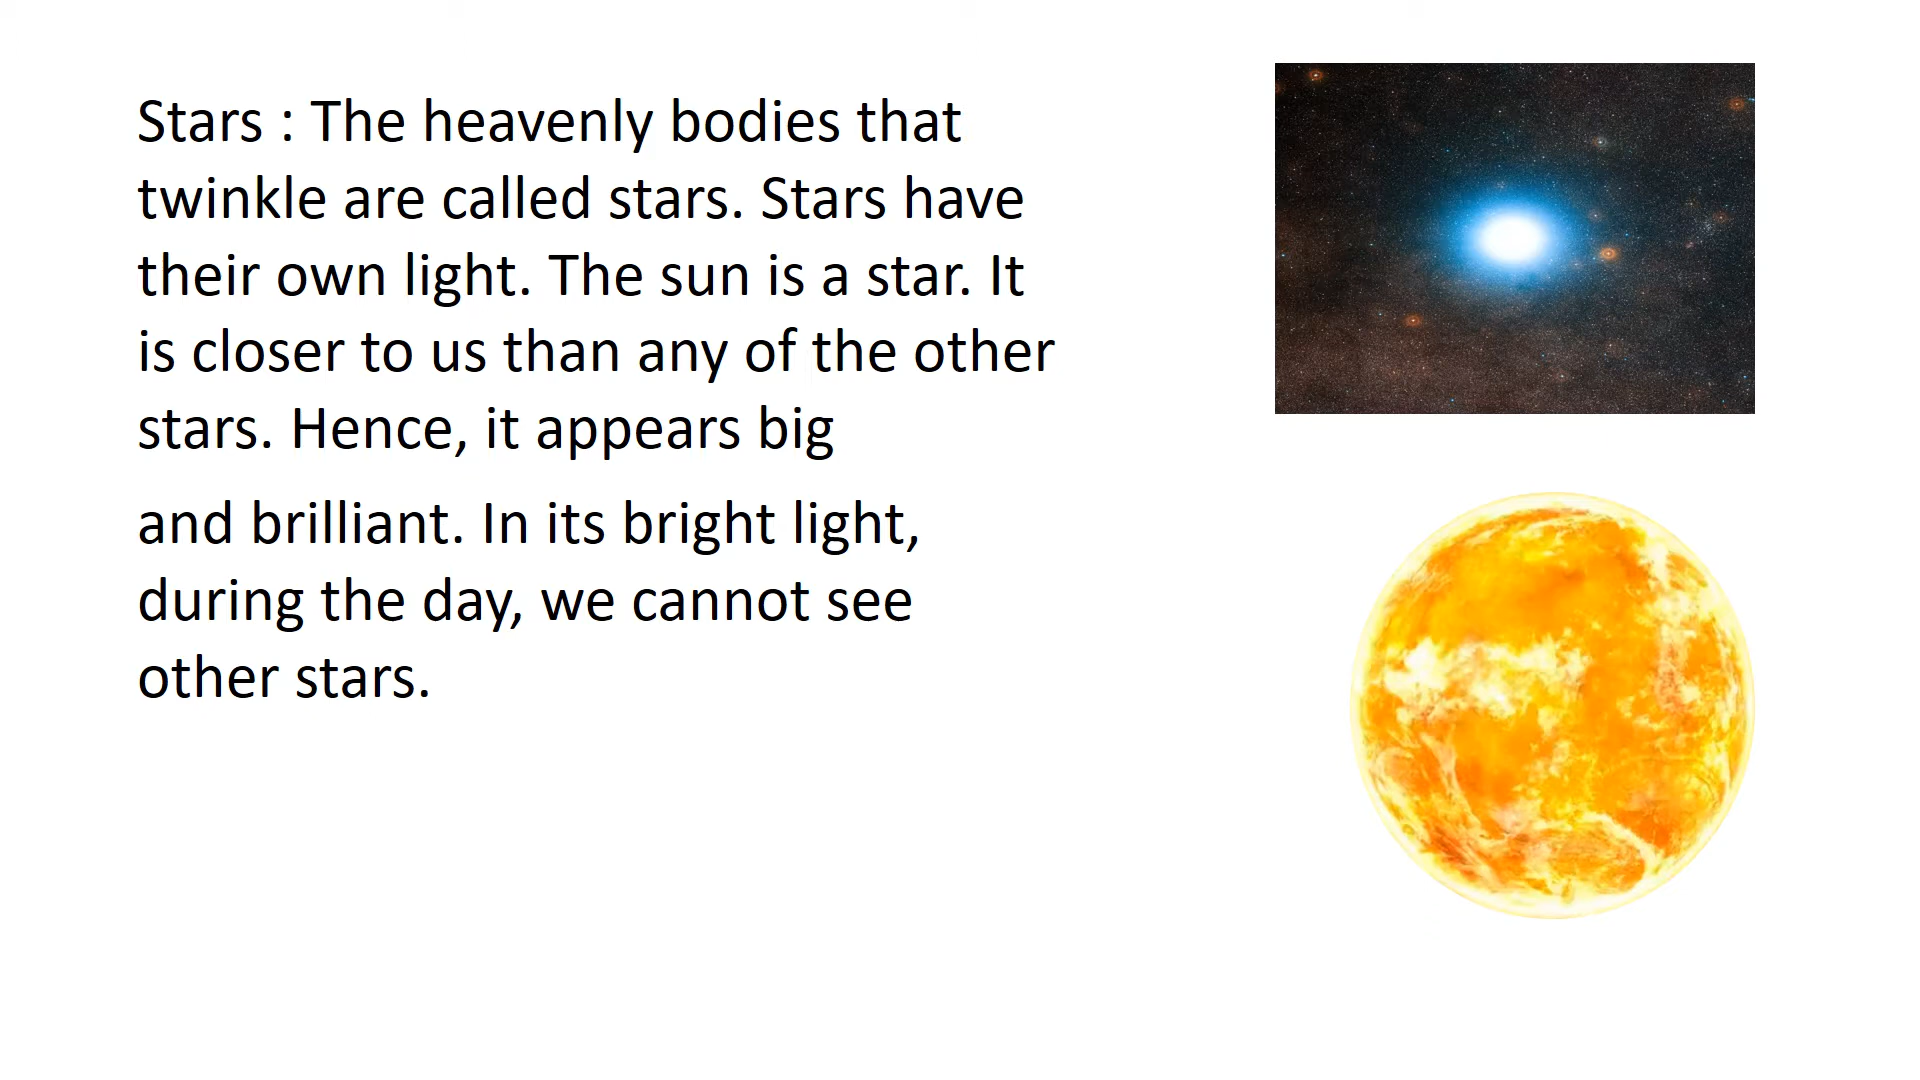 Stars : The heavenly bodies that
twinkle are called stars. Stars have
their own light. The sun is a star. It
is closer to us than any of the other
stars. Hence, it appears big
and brilliant. In its bright light,
during the day, we cannot see
other stars.